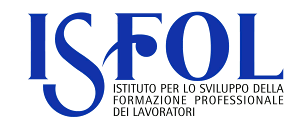 ISFOL
ISTITUTO PER LO SVILUPPO DELLA
FORMAZIONE PROFESSIONALE
DEI LAVORATORI